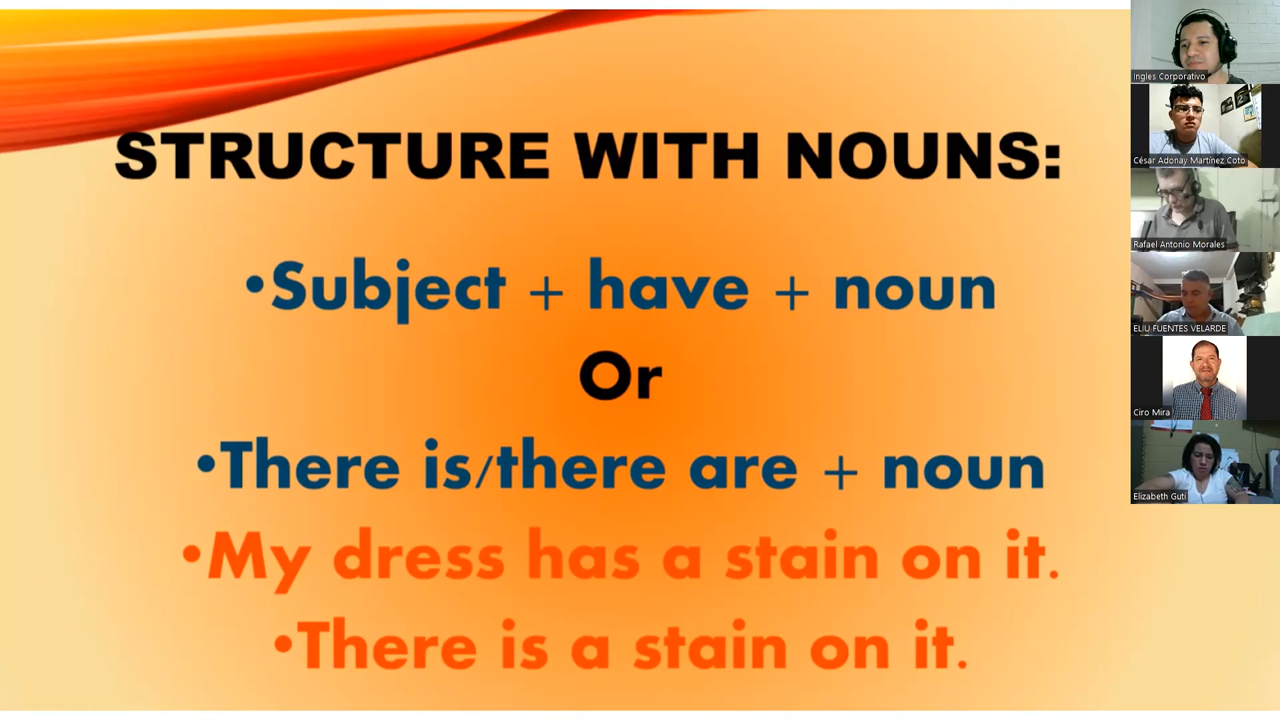 STRUCTURE WITH NOUNS:
•Subject + have + noun
Or
•There is/there are + noun
•My dress has a stain on it.
•There is a stain on it.
Ingles Corporativo
César Adonay Martínez Coto
Rafael Antonio Morales
ELIU FUENTES VELARDE
Ciro Mira
Elizabeth Guti